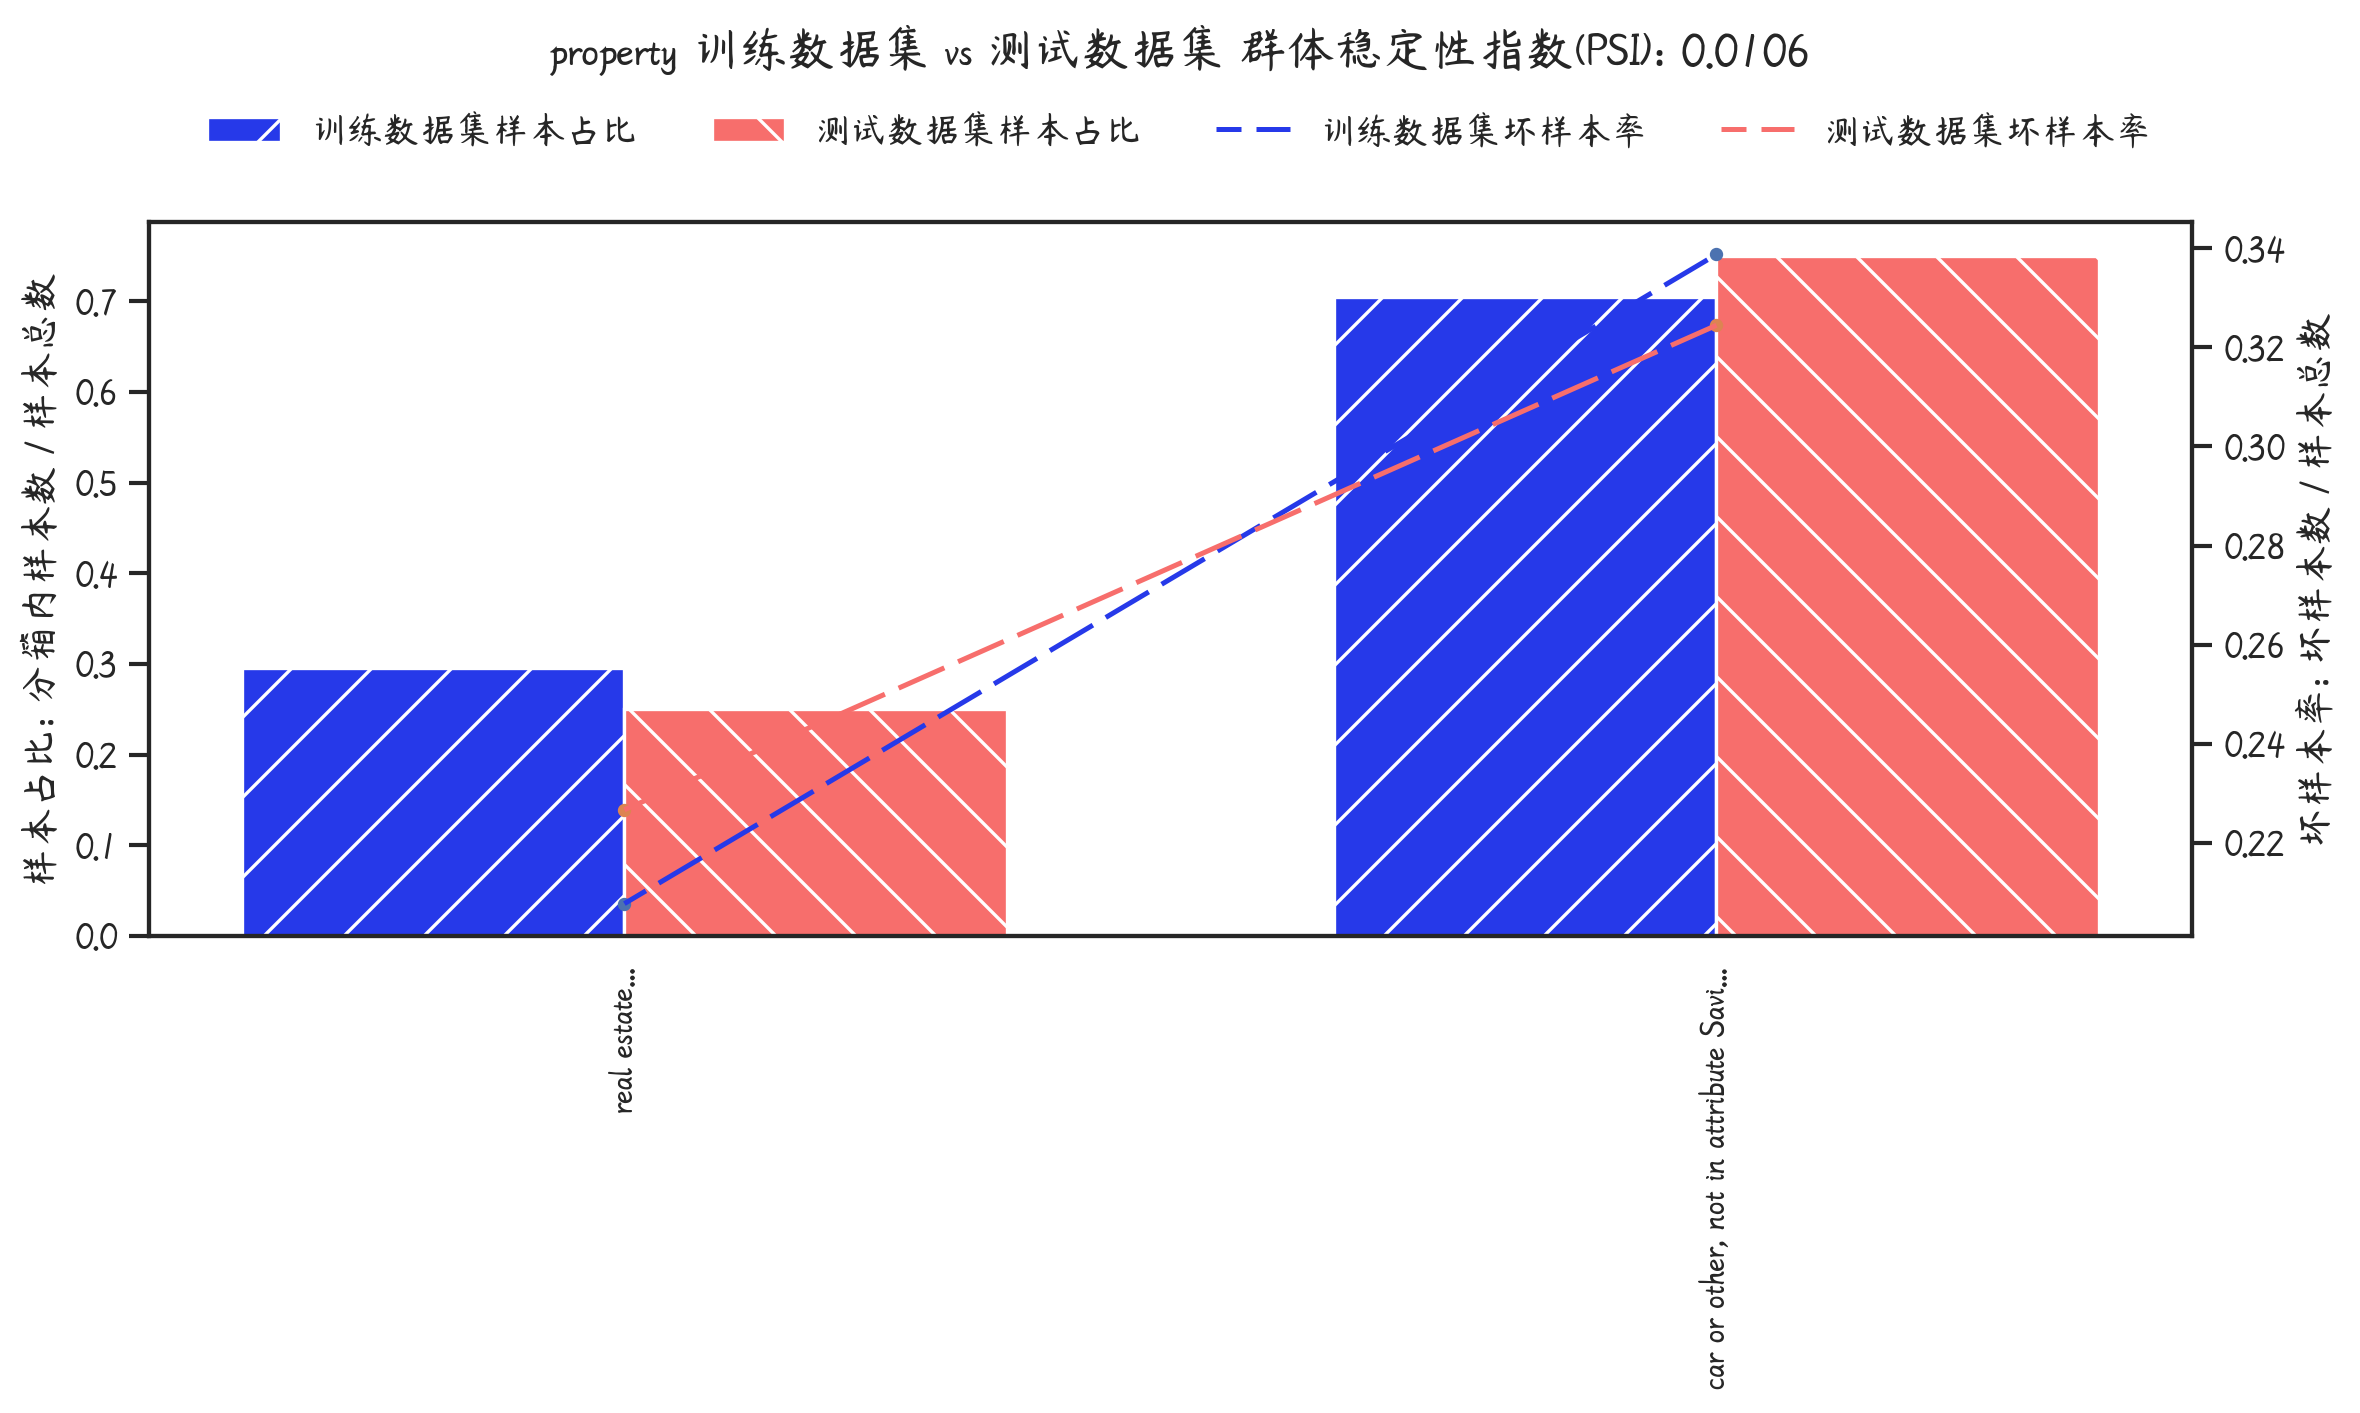 property 训练数据集 vs 测试数据集 群体稳定性指数(PSI): 0.0106
训练数据集样本占比 测试数据集样本占比 训练数据集坏样本率 测试数据集坏样本率
样本占比: 分箱内样本数 / 样本总数
0.7
0.6
0.5
0.4
0.3
0.2
0.1
0.0
0.34
0.32
0.30
0.28
0.26
0.24
0.22
坏样本率: 坏样本数 / 样本总数
real estate...
car or other, not in attribute Savi...